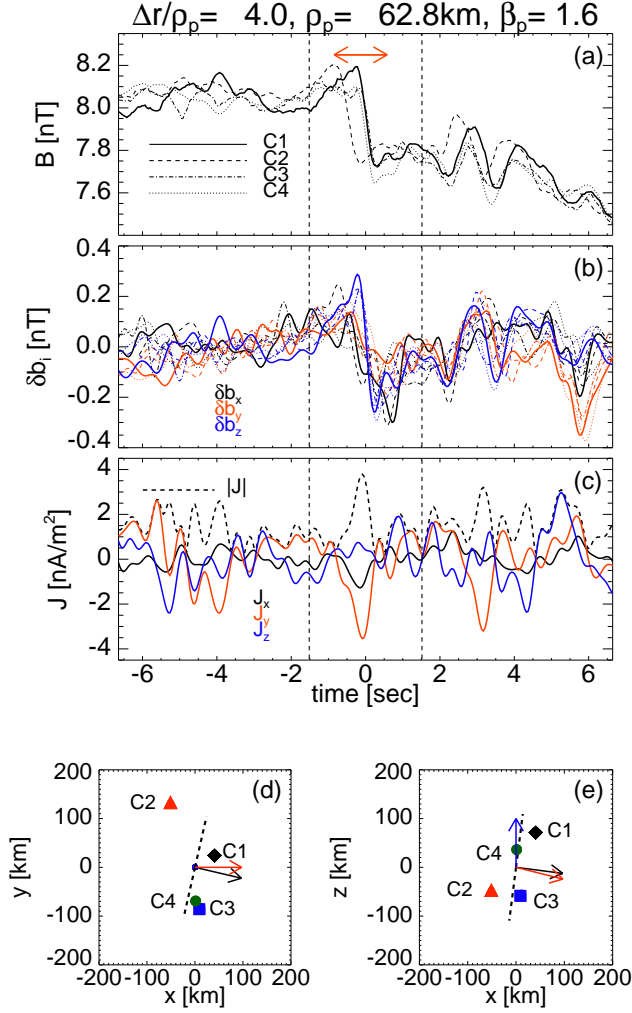 Δr/ρp= 4.0, ρp= 62.8km, βp= 1.6
(a)
B [nT]
8.2
8.0
7.8
7.6
C1
C2
C3
C4
(b)
δbi [nT]
0.4
0.2
0.0
-0.2
-0.4
δbx
δby
δbz
(c)
J [nA/m²]
4
2
0
-2
-4
|J|
Jx
Jy
Jz
-6 -4 -2 0 2 4 6
time [sec]
(d)
y [km]
200
100
0
-100
-200
C2
C1
C4
C3
-200 -100 0 100 200
x [km]
(e)
z [km]
200
100
0
-100
-200
C1
C4
C2
C3
-200 -100 0 100 200
x [km]